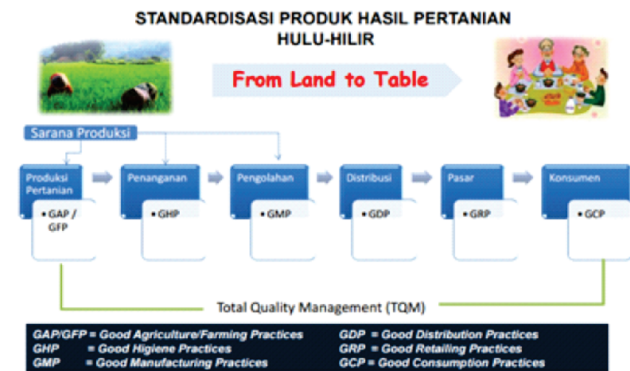 STANDARDISASI PRODUK HASIL PERTANIAN
HULU-HILIR
From Land to Table
Sarana Produksi
Produksi
Pertanian
Penanganan
Pengolahan
Distribusi
Pasar
Konsumen
• GAP /
GFP
• GHP
• GMP
• GDP
• GRP
• GCP
Total Quality Management (TQM)
GAP/GFP = Good Agriculture/Farming Practices
GHP = Good Higiene Practices
GMP = Good Manufacturing Practices
GDP = Good Distribution Practices
GRP = Good Retailing Practices
GCP = Good Consumption Practices